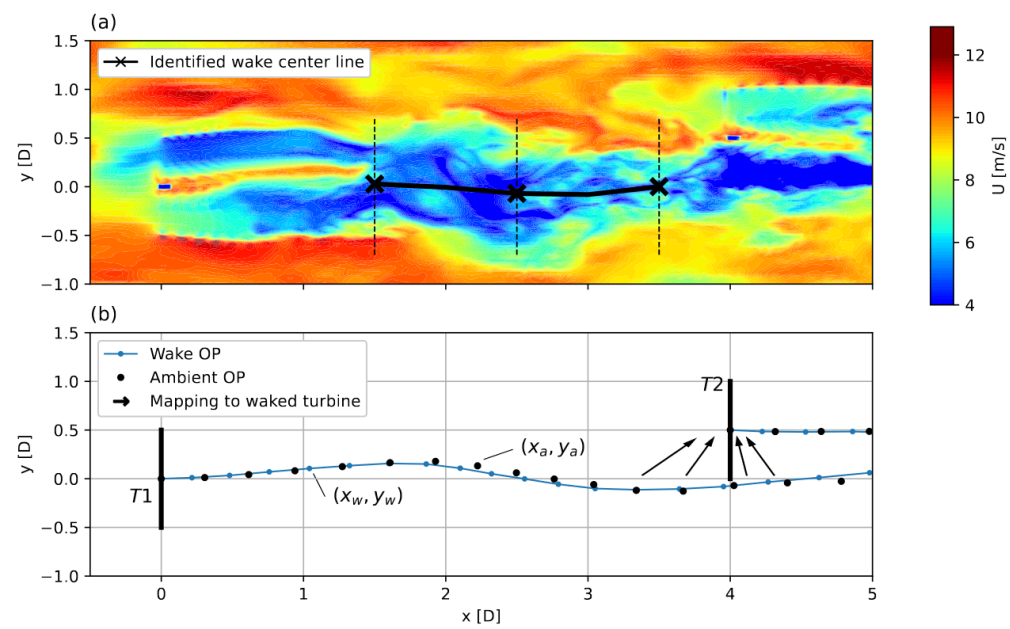 (a)
1.5
1.0
0.5
0.0
−0.5
−1.0
y [D]
Identified wake center line
12
10
8
6
4
U [m/s]
(b)
1.5
1.0
0.5
0.0
−0.5
−1.0
y [D]
Wake OP
Ambient OP
Mapping to waked turbine
T1
T2
(xₐ, yₐ)
(x_w, y_w)
0 1 2 3 4 5
x [D]